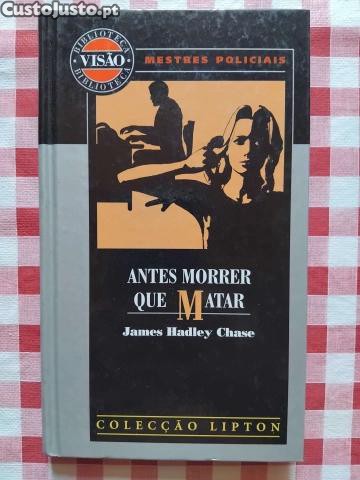 CustoJusto.pt
BIBLIOTECA
VISÃO
BIBLIOTECA
MESTRES POLICIAIS
ANTES MORRER
QUE MATAR
James Hadley Chase
COLECÇÃO LIPTON